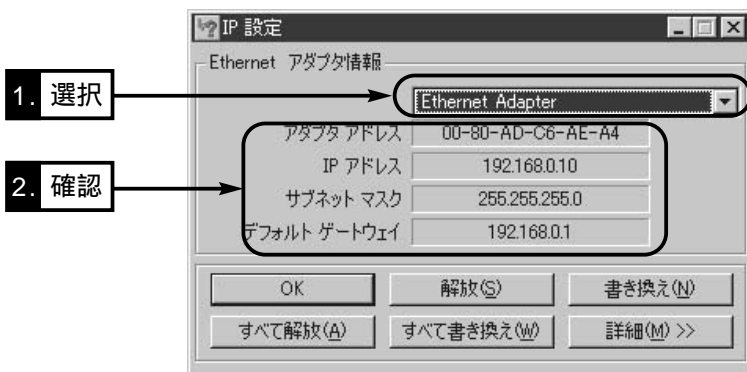 IP 設定
Ethernet アダプタ情報
1. 選択
Ethernet Adapter
アダプタ アドレス 00-80-AD-C6-AE-A4
2. 確認
IP アドレス 192.168.0.10
サブネット マスク 255.255.255.0
デフォルト ゲートウェイ 192.168.0.1
OK 解放(S) 書き換え(N)
すべて解放(A) すべて書き換え(W) 詳細(M) >>